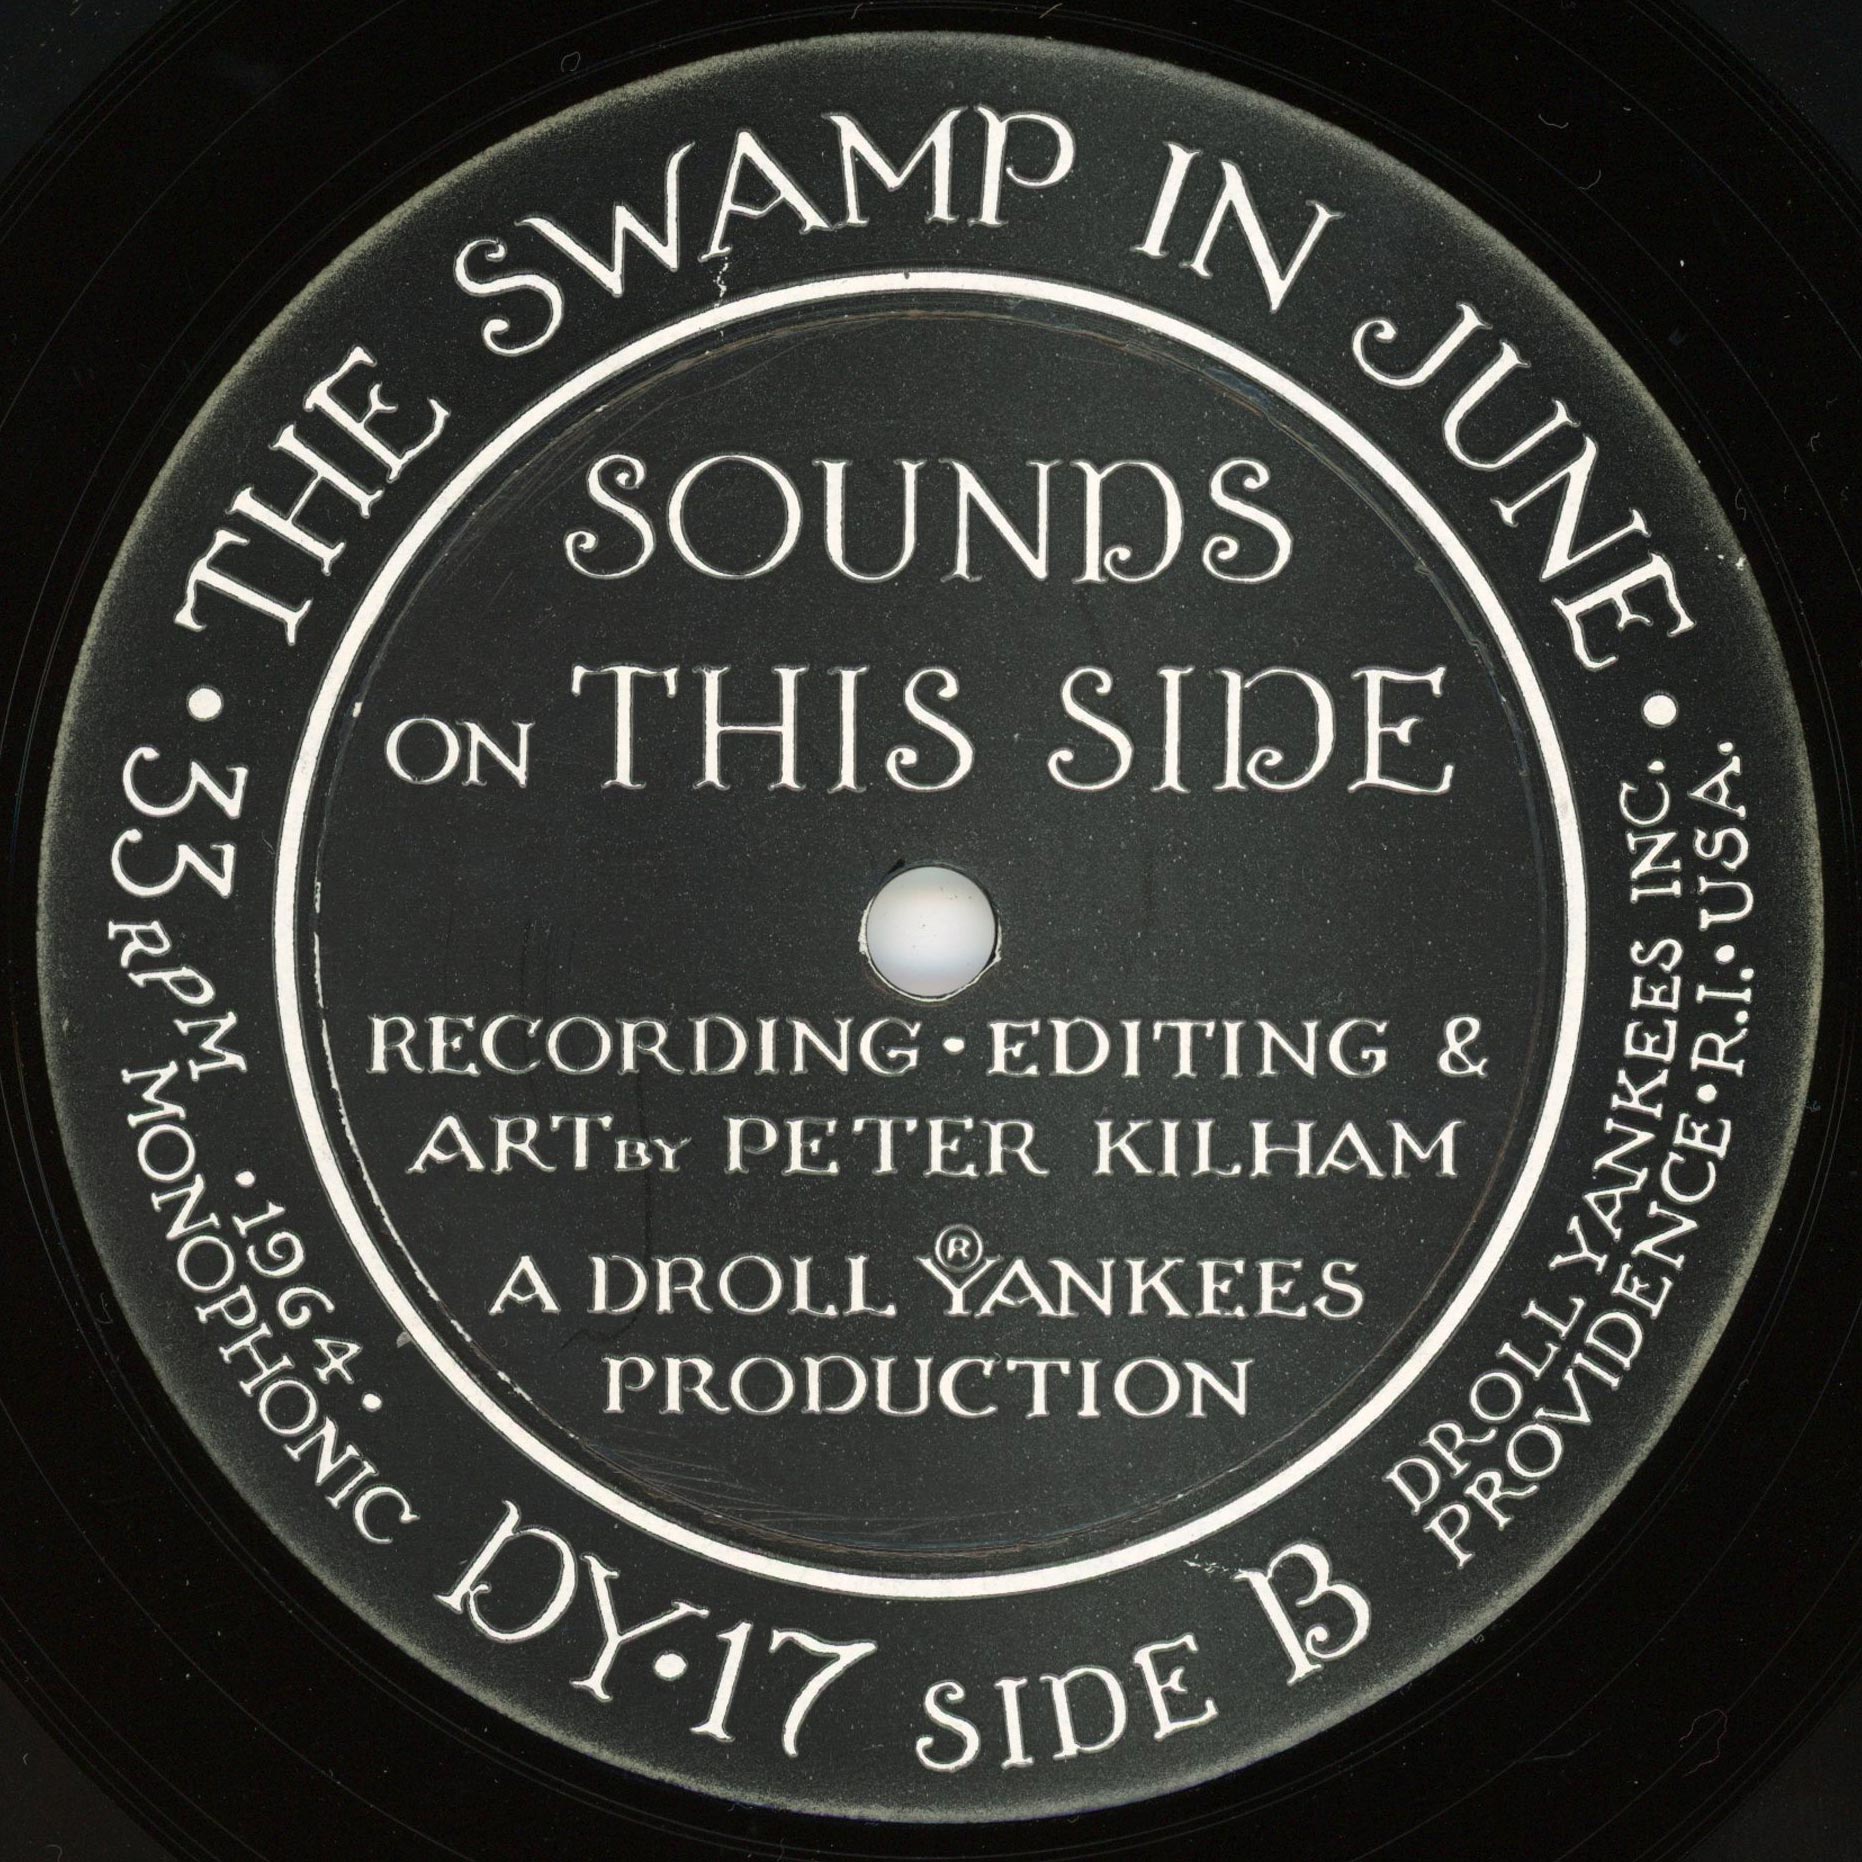 • THE SWAMP IN JUNE •
SOUNDS
ON THIS SIDE
RECORDING • EDITING &
ART BY PETER KILHAM
A DROLL YANKEES ®
PRODUCTION
33 RPM MONOPHONIC
• 1964 •
DY • 17 SIDE B
DROLL YANKEES INC. •
PROVIDENCE • R.I. • USA.